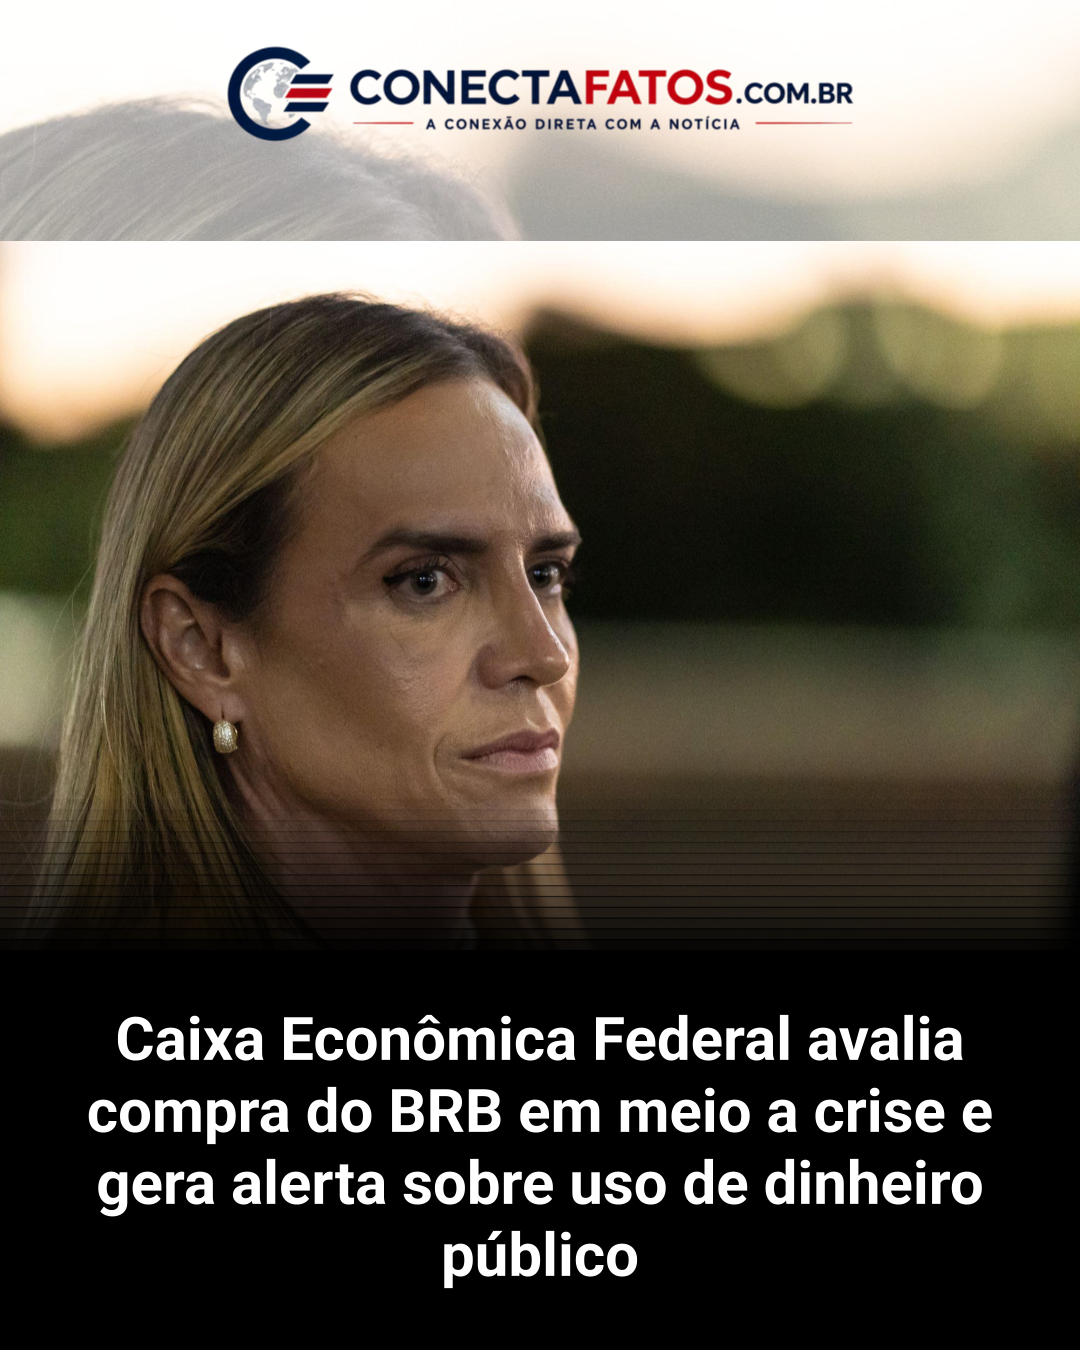 CONECTAFATOS.COM.BR
A CONEXÃO DIRETA COM A NOTÍCIA
Caixa Econômica Federal avalia
compra do BRB em meio a crise e
gera alerta sobre uso de dinheiro
público